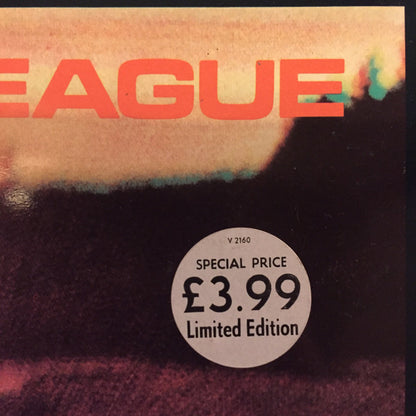 EAGUE
V 2160
SPECIAL PRICE
£3.99
Limited Edition